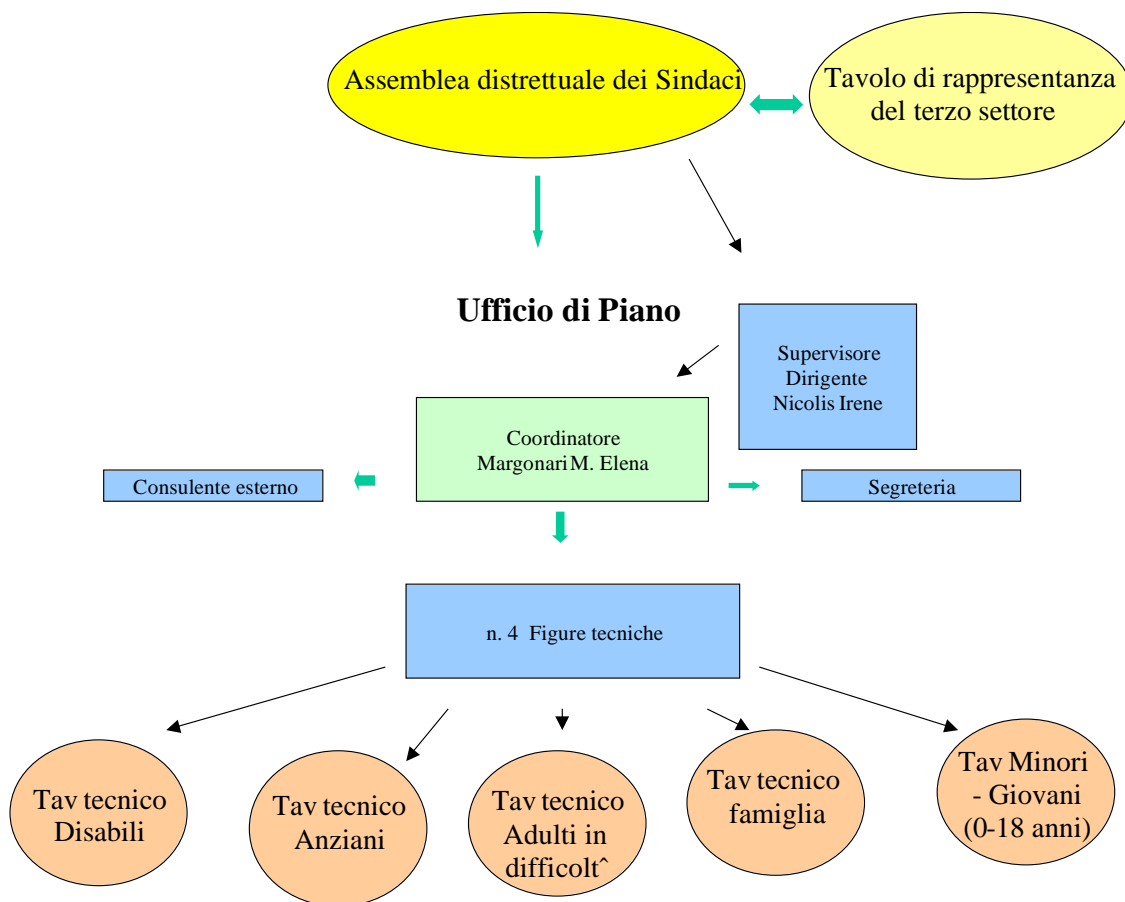 Assemblea distrettuale dei Sindaci
Tavolo di rappresentanza
del terzo settore
Ufficio di Piano
Supervisore
Dirigente
Nicolis Irene
Coordinatore
Margonari M. Elena
Consulente esterno
Segreteria
n. 4 Figure tecniche
Tav tecnico
Disabili
Tav tecnico
Anziani
Tav tecnico
Adulti in
difficoltˆ
Tav tecnico
famiglia
Tav Minori
- Giovani
(0-18 anni)